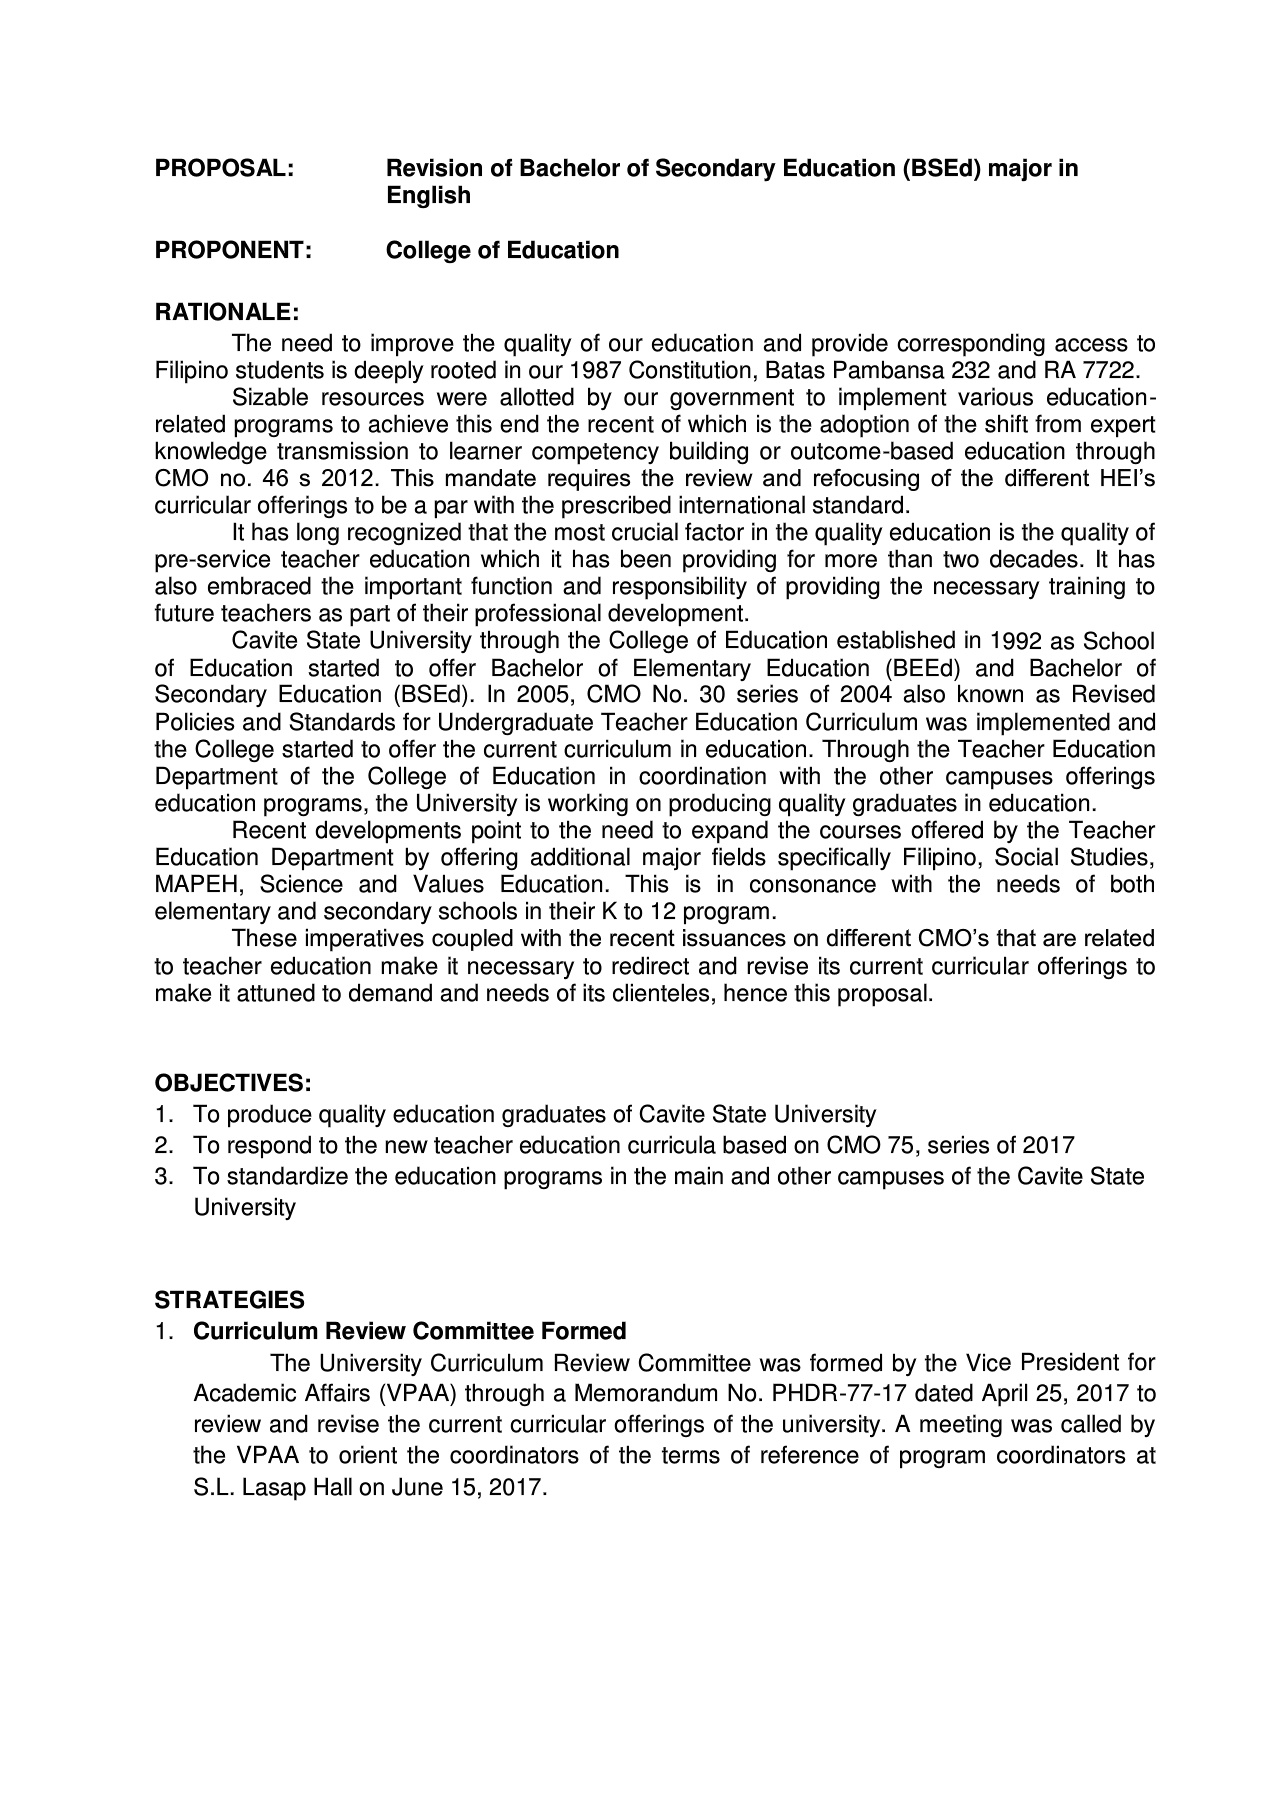 PROPOSAL: Revision of Bachelor of Secondary Education (BSEd) major in
English
PROPONENT: College of Education
RATIONALE:
The need to improve the quality of our education and provide corresponding access to
Filipino students is deeply rooted in our 1987 Constitution, Batas Pambansa 232 and RA 7722.
Sizable resources were allotted by our government to implement various education-
related programs to achieve this end the recent of which is the adoption of the shift from expert
knowledge transmission to learner competency building or outcome-based education through
CMO no. 46 s 2012. This mandate requires the review and refocusing of the different HEI’s
curricular offerings to be a par with the prescribed international standard.
It has long recognized that the most crucial factor in the quality education is the quality of
pre-service teacher education which it has been providing for more than two decades. It has
also embraced the important function and responsibility of providing the necessary training to
future teachers as part of their professional development.
Cavite State University through the College of Education established in 1992 as School
of Education started to offer Bachelor of Elementary Education (BEEd) and Bachelor of
Secondary Education (BSEd). In 2005, CMO No. 30 series of 2004 also known as Revised
Policies and Standards for Undergraduate Teacher Education Curriculum was implemented and
the College started to offer the current curriculum in education. Through the Teacher Education
Department of the College of Education in coordination with the other campuses offerings
education programs, the University is working on producing quality graduates in education.
Recent developments point to the need to expand the courses offered by the Teacher
Education Department by offering additional major fields specifically Filipino, Social Studies,
MAPEH, Science and Values Education. This is in consonance with the needs of both
elementary and secondary schools in their K to 12 program.
These imperatives coupled with the recent issuances on different CMO’s that are related
to teacher education make it necessary to redirect and revise its current curricular offerings to
make it attuned to demand and needs of its clienteles, hence this proposal.
OBJECTIVES:
1. To produce quality education graduates of Cavite State University
2. To respond to the new teacher education curricula based on CMO 75, series of 2017
3. To standardize the education programs in the main and other campuses of the Cavite State
University
STRATEGIES
1. Curriculum Review Committee Formed
The University Curriculum Review Committee was formed by the Vice President for
Academic Affairs (VPAA) through a Memorandum No. PHDR-77-17 dated April 25, 2017 to
review and revise the current curricular offerings of the university. A meeting was called by
the VPAA to orient the coordinators of the terms of reference of program coordinators at
S.L. Lasap Hall on June 15, 2017.